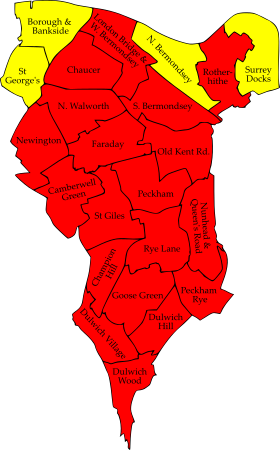 Borough &
Bankside
London Bridge &
W. Bermondsey
N. Bermondsey
St
George's
Chaucer
Rother-
hithe
Surrey
Docks
N. Walworth
S. Bermondsey
Newington
Faraday
Old Kent Rd.
Camberwell
Green
Peckham
St Giles
Nunhead &
Queen's Road
Rye Lane
Champion
Hill
Goose Green
Peckham
Rye
Dulwich
Hill
Dulwich Village
Dulwich
Wood